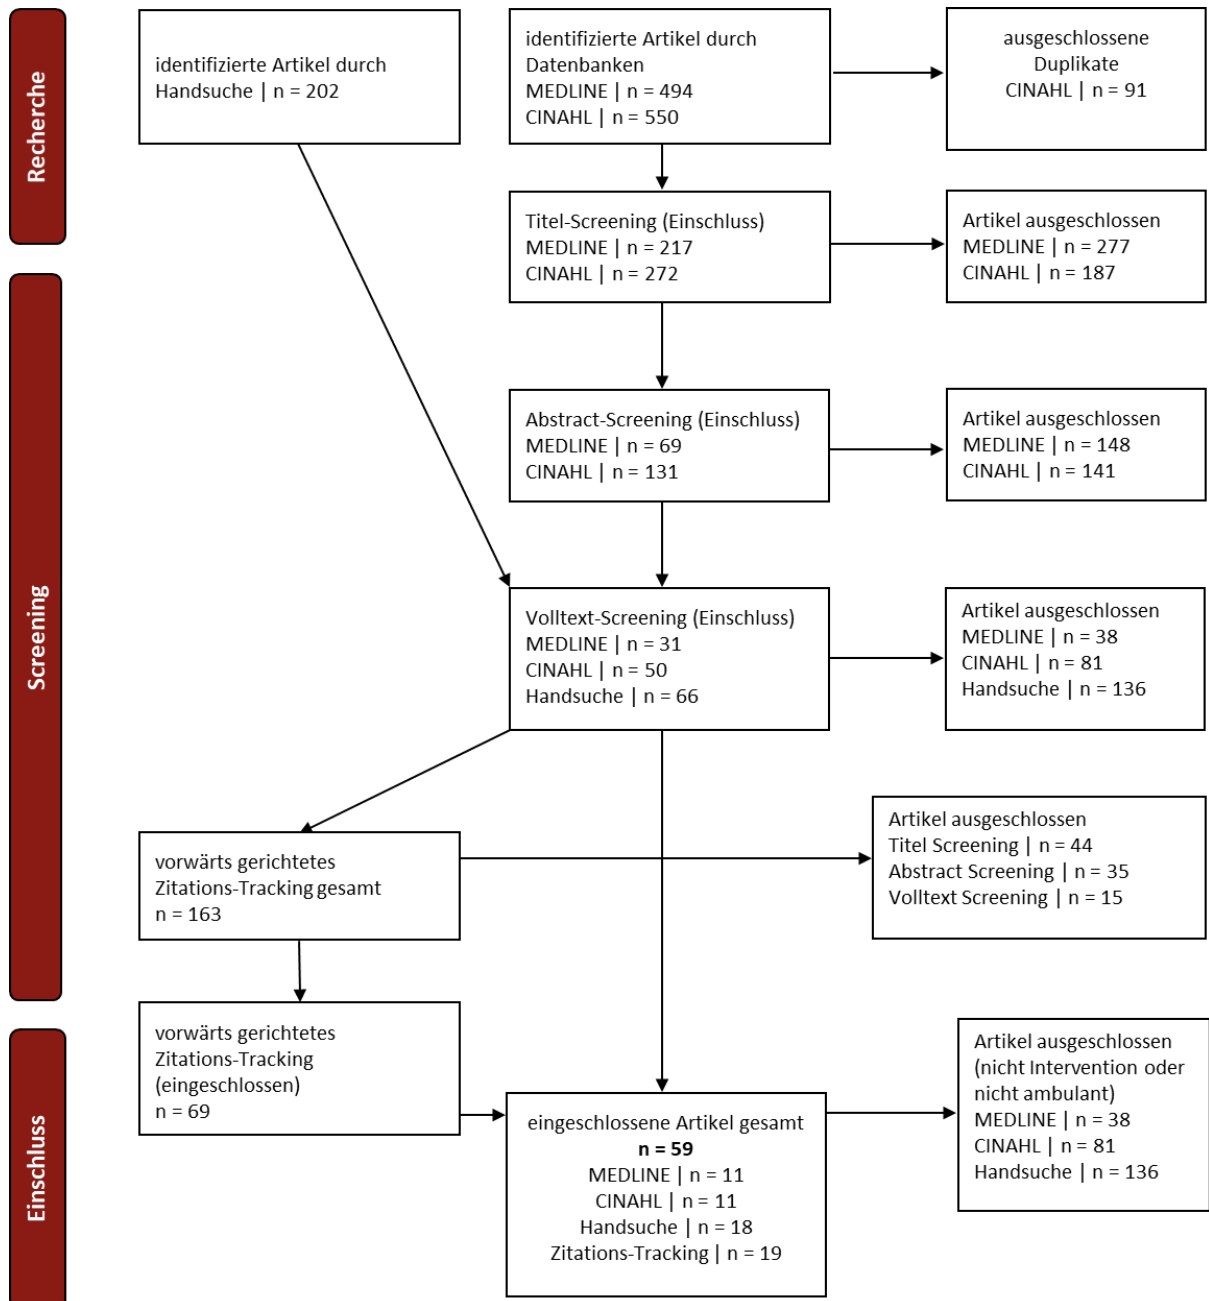 Recherche
identifizierte Artikel durch
Handsuche | n = 202
identifizierte Artikel durch
Datenbanken
MEDLINE | n = 494
CINAHL | n = 550
ausgeschlossene
Duplikate
CINAHL | n = 91
Titel-Screening (Einschluss)
MEDLINE | n = 217
CINAHL | n = 272
Artikel ausgeschlossen
MEDLINE | n = 277
CINAHL | n = 187
Screening
Abstract-Screening (Einschluss)
MEDLINE | n = 69
CINAHL | n = 131
Artikel ausgeschlossen
MEDLINE | n = 148
CINAHL | n = 141
Volltext-Screening (Einschluss)
MEDLINE | n = 31
CINAHL | n = 50
Handsuche | n = 66
Artikel ausgeschlossen
MEDLINE | n = 38
CINAHL | n = 81
Handsuche | n = 136
vorwärts gerichtetes
Zitations-Tracking gesamt
n = 163
Artikel ausgeschlossen
Titel Screening | n = 44
Abstract Screening | n = 35
Volltext Screening | n = 15
Einschluss
vorwärts gerichtetes
Zitations-Tracking
(eingeschlossen)
n = 69
eingeschlossene Artikel gesamt
n = 59
MEDLINE | n = 11
CINAHL | n = 11
Handsuche | n = 18
Zitations-Tracking | n = 19
Artikel ausgeschlossen
(nicht Intervention oder
nicht ambulant)
MEDLINE | n = 38
CINAHL | n = 81
Handsuche | n = 136